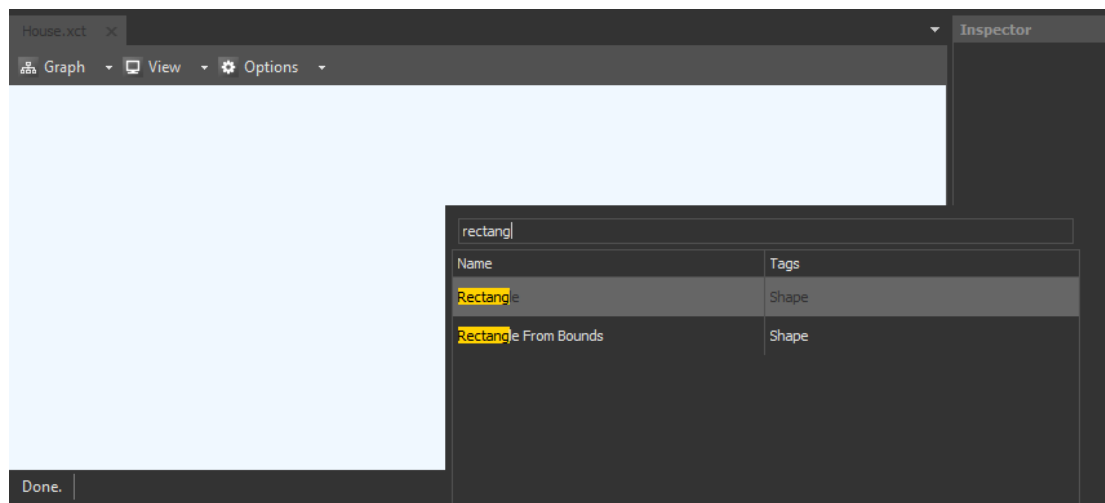 House.xct
Inspector
Graph View Options
rectang
Name Tags
Rectangle Shape
Rectangle From Bounds Shape
Done.